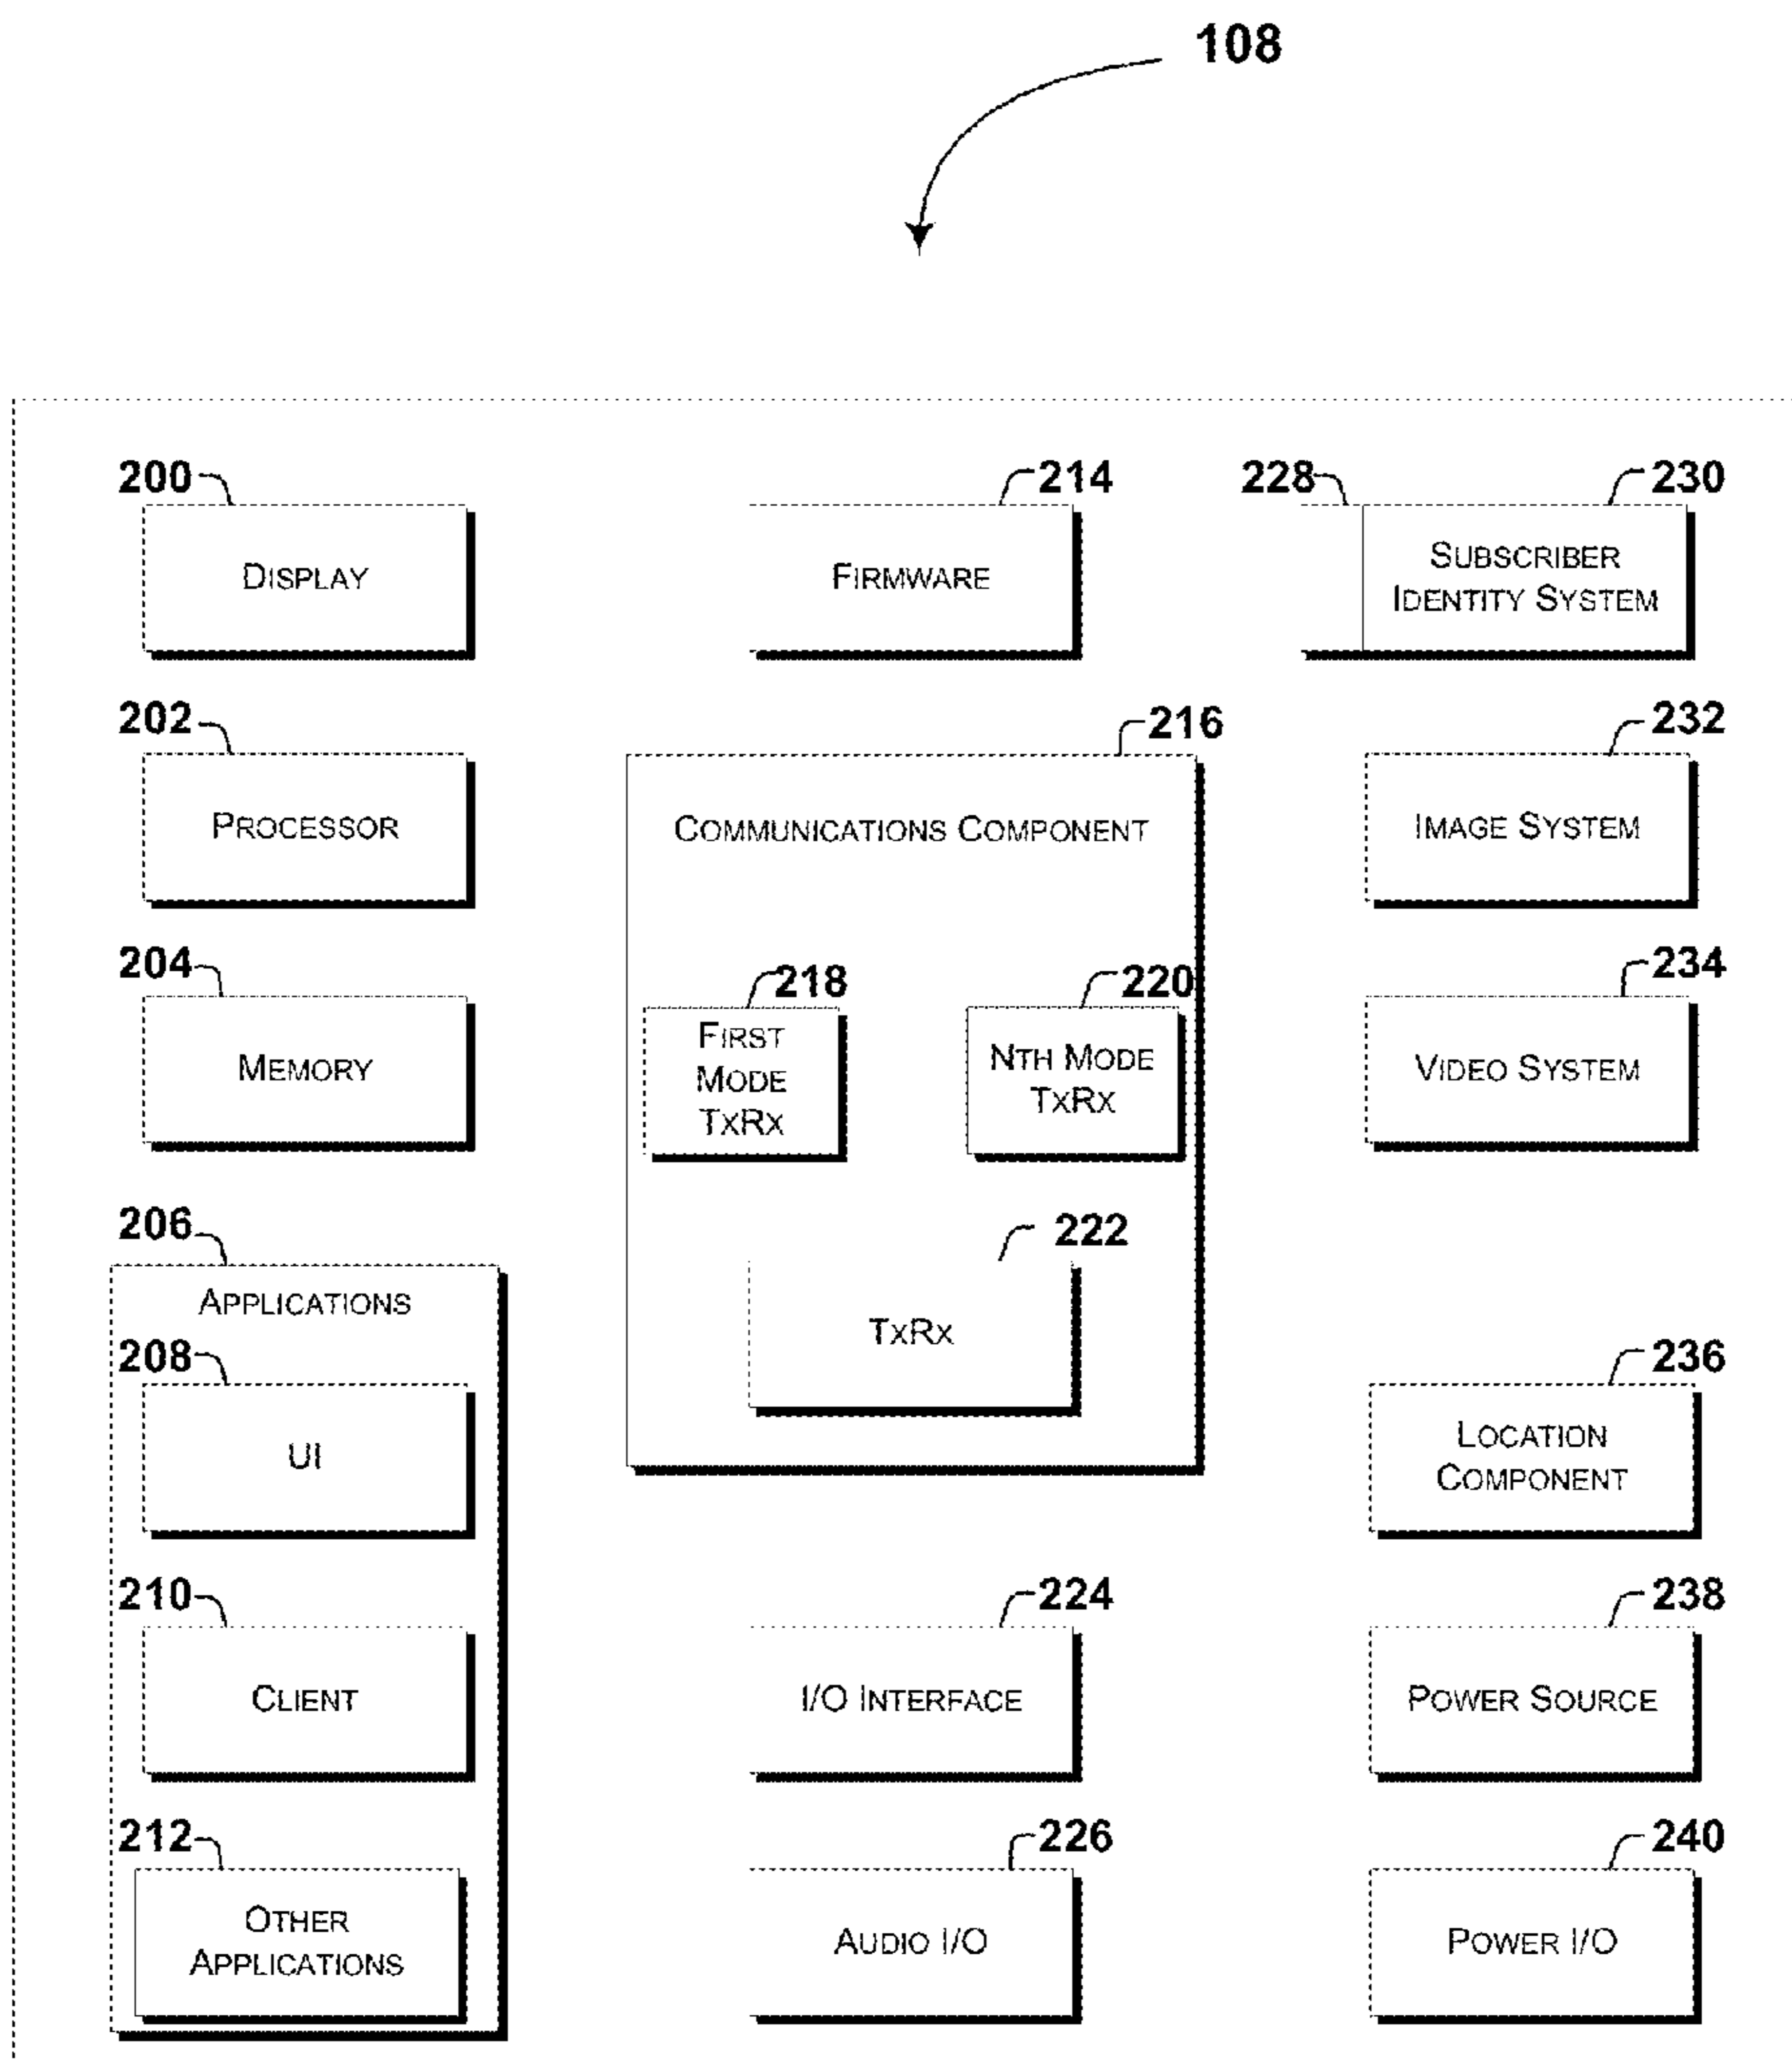 108
200
DISPLAY
214
FIRMWARE
228
230
SUBSCRIBER
IDENTITY SYSTEM
202
PROCESSOR
216
COMMUNICATIONS COMPONENT
232
IMAGE SYSTEM
204
MEMORY
218
FIRST
MODE
TXRX
220
NTH MODE
TXRX
234
VIDEO SYSTEM
206
APPLICATIONS
222
TXRX
208
UI
236
LOCATION
COMPONENT
210
CLIENT
224
I/O INTERFACE
238
POWER SOURCE
212
OTHER
APPLICATIONS
226
AUDIO I/O
240
POWER I/O